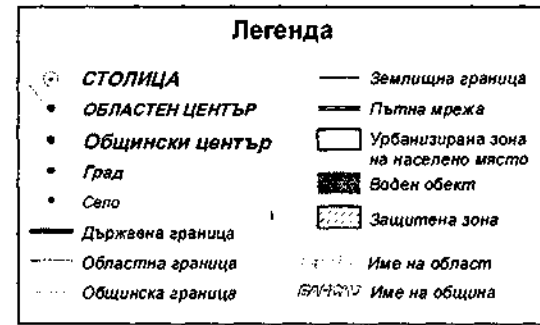 Легенда
СТОЛИЦА
ОБЛАСТЕН ЦЕНТЪР
Общински център
Град
Село
Държавна граница
Областна граница
Общинска граница
Землищна граница
Пътна мрежа
Урбанизирана зона
на населено място
Воден обект
Защитена зона
Име на област
Име на община